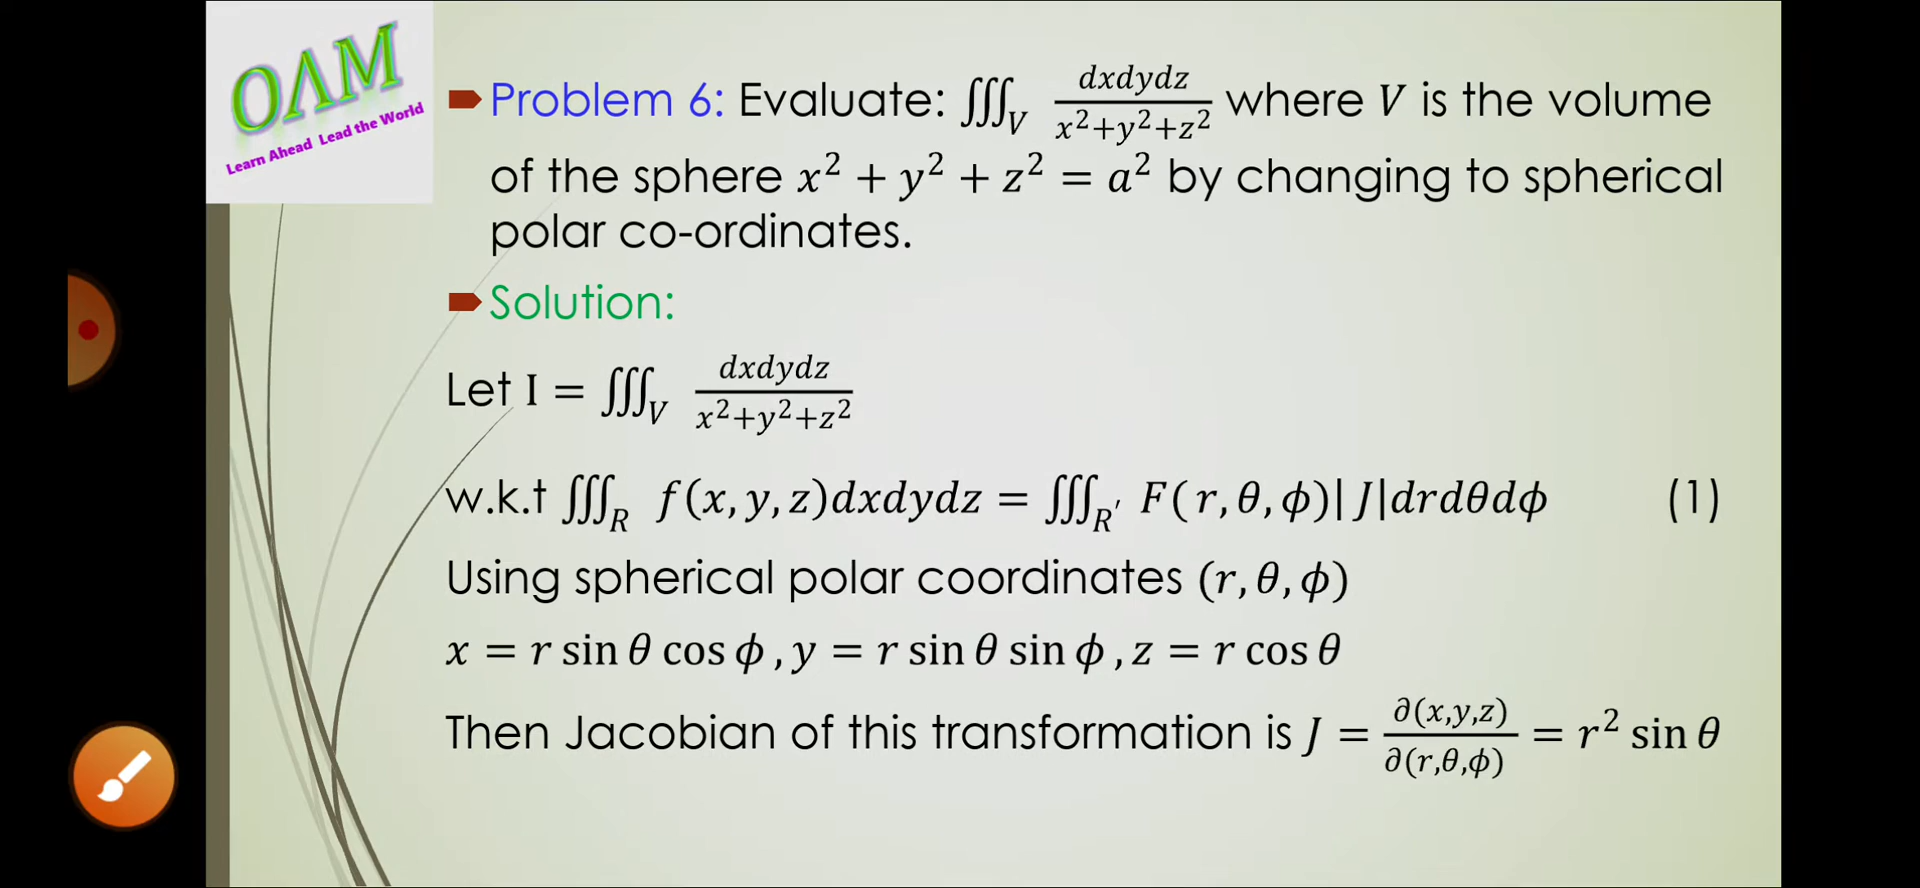 OAM
Learn Ahead Lead the World
Problem 6: Evaluate: ∭_V dxdydz/(x²+y²+z²) where V is the volume
of the sphere x² + y² + z² = a² by changing to spherical
polar co-ordinates.
Solution:
Let I = ∭_V dxdydz/(x²+y²+z²)
w.k.t ∭_R f(x, y, z)dxdydz = ∭_R′ F(r, θ, ϕ)| J|drdθdϕ (1)
Using spherical polar coordinates (r, θ, ϕ)
x = r sin θ cos ϕ , y = r sin θ sin ϕ , z = r cos θ
Then Jacobian of this transformation is J = ∂(x,y,z)/∂(r,θ,ϕ) = r² sin θ